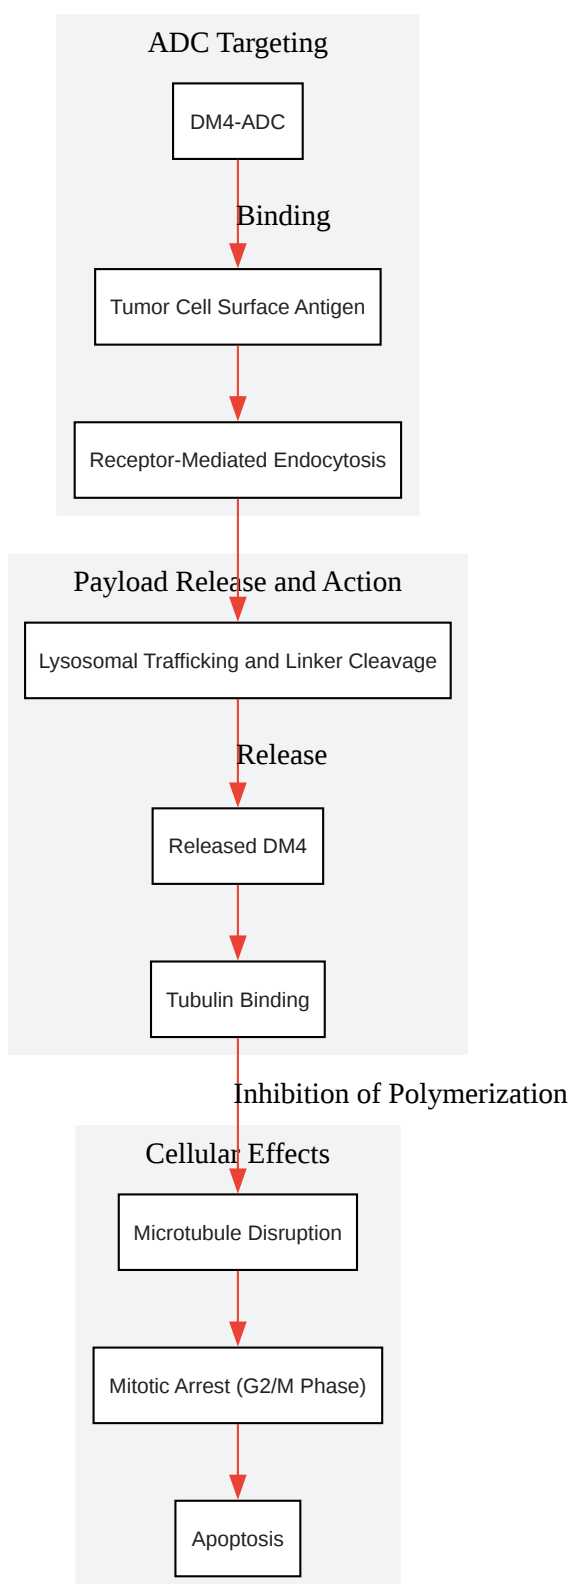 ADC Targeting
DM4-ADC
Binding
Tumor Cell Surface Antigen
Receptor-Mediated Endocytosis
Payload Release and Action
Lysosomal Trafficking and Linker Cleavage
Release
Released DM4
Tubulin Binding
Inhibition of Polymerization
Cellular Effects
Microtubule Disruption
Mitotic Arrest (G2/M Phase)
Apoptosis